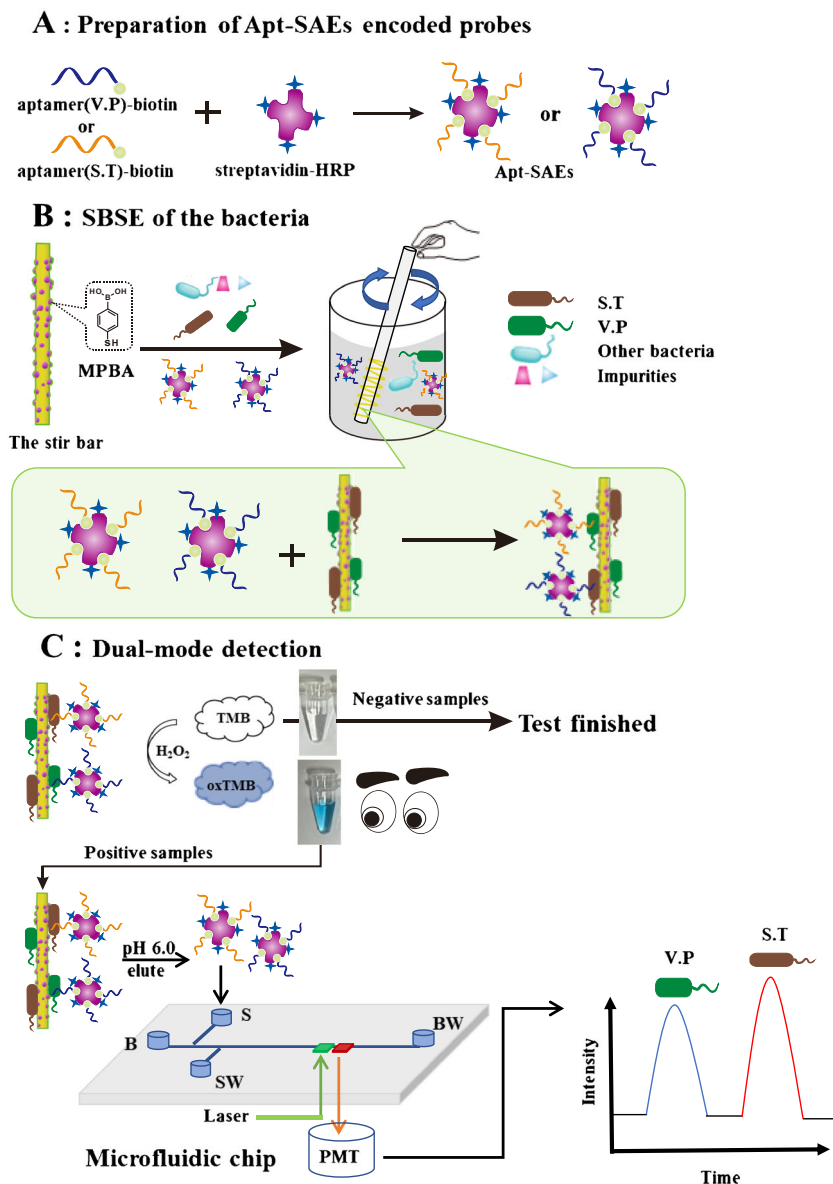 A : Preparation of Apt-SAEs encoded probes
aptamer(V.P)-biotin
or
aptamer(S.T)-biotin
streptavidin-HRP
or
Apt-SAEs
B : SBSE of the bacteria
HO
OH
B
SH
MPBA
The stir bar
S.T
V.P
Other bacteria
Impurities
C : Dual-mode detection
TMB
H2O2
oxTMB
Negative samples
Test finished
Positive samples
pH 6.0
elute
S
B
BW
SW
Laser
PMT
Microfluidic chip
V.P
S.T
Intensity
Time